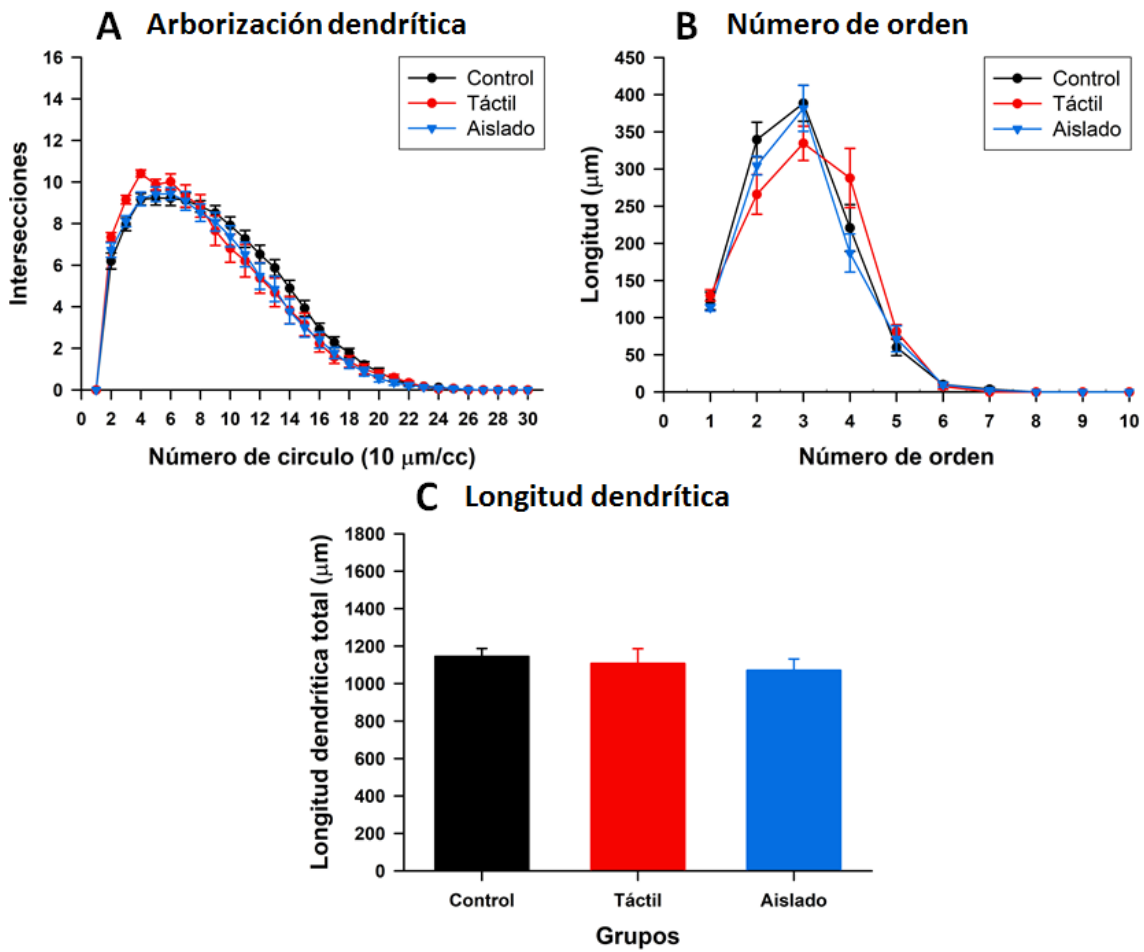 A Arborización dendrítica
16
14
12
10
8
6
4
2
0
Intersecciones
Control
Táctil
Aislado
0 2 4 6 8 10 12 14 16 18 20 22 24 26 28 30
Número de circulo (10 μm/cc)
B Número de orden
450
400
350
300
250
200
150
100
50
0
Longitud (μm)
Control
Táctil
Aislado
0 1 2 3 4 5 6 7 8 9 10
Número de orden
C Longitud dendrítica
1800
1600
1400
1200
1000
800
600
400
200
0
Longitud dendrítica total (μm)
Control Táctil Aislado
Grupos